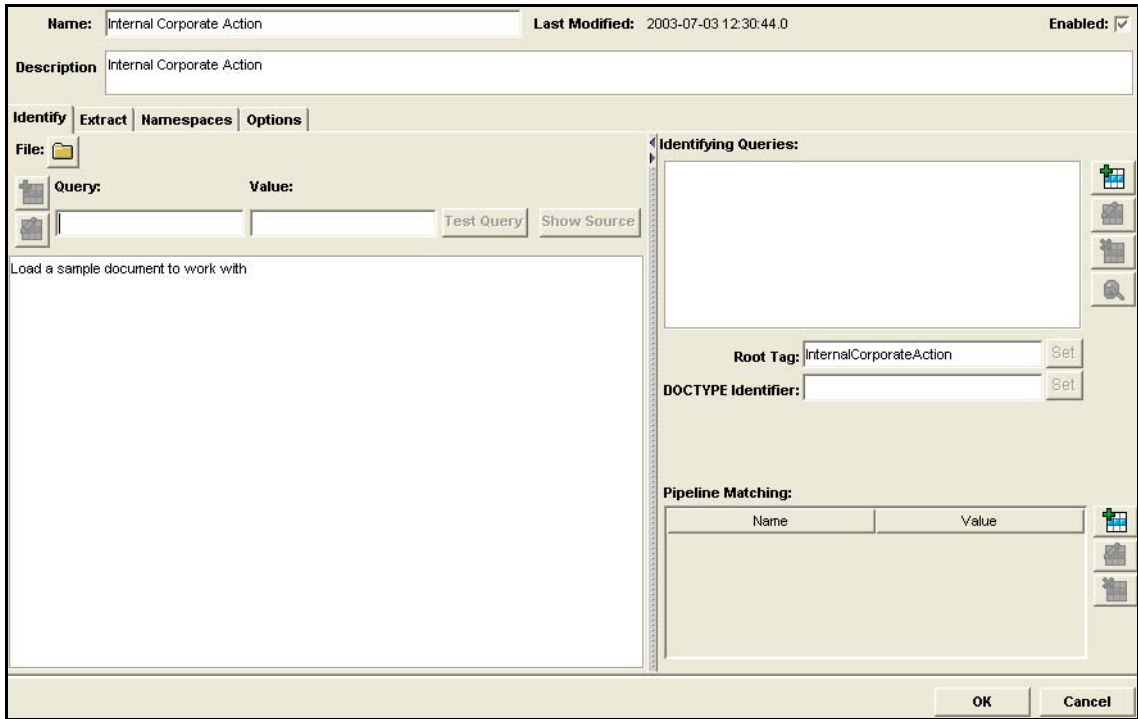 Name: Internal Corporate Action Last Modified: 2003-07-03 12:30:44.0 Enabled:
Description Internal Corporate Action
Identify Extract Namespaces Options
File:
Identifying Queries:
Query: Value:
Test Query Show Source
Load a sample document to work with
Root Tag: InternalCorporateAction Set
DOCTYPE Identifier: Set
Pipeline Matching:
Name Value
OK Cancel